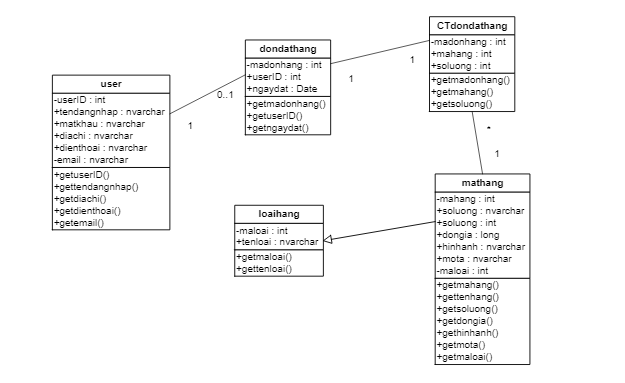 user
-userID : int
+tendangnhap : nvarchar
+matkhau : nvarchar
+diachi : nvarchar
+dienthoai : nvarchar
-email : nvarchar
+getuserID()
+gettendangnhap()
+getdiachi()
+getdienthoai()
+getemail()
1
0..1
dondathang
-madonhang : int
+userID : int
+ngaydat : Date
+getmadonhang()
+getuserID()
+getngaydat()
1
1
CTdondathang
-madonhang : int
+mahang : int
+soluong : int
+getmadonhang()
+getmahang()
+getsoluong()
*
1
loaihang
-maloai : int
+tenloai : nvarchar
+getmaloai()
+gettenloai()
mathang
-mahang : int
+soluong : nvarchar
+soluong : int
+dongia : long
+hinhanh : nvarchar
+mota : nvarchar
-maloai : int
+getmahang()
+gettenhang()
+getsoluong()
+getdongia()
+gethinhanh()
+getmota()
+getmaloai()